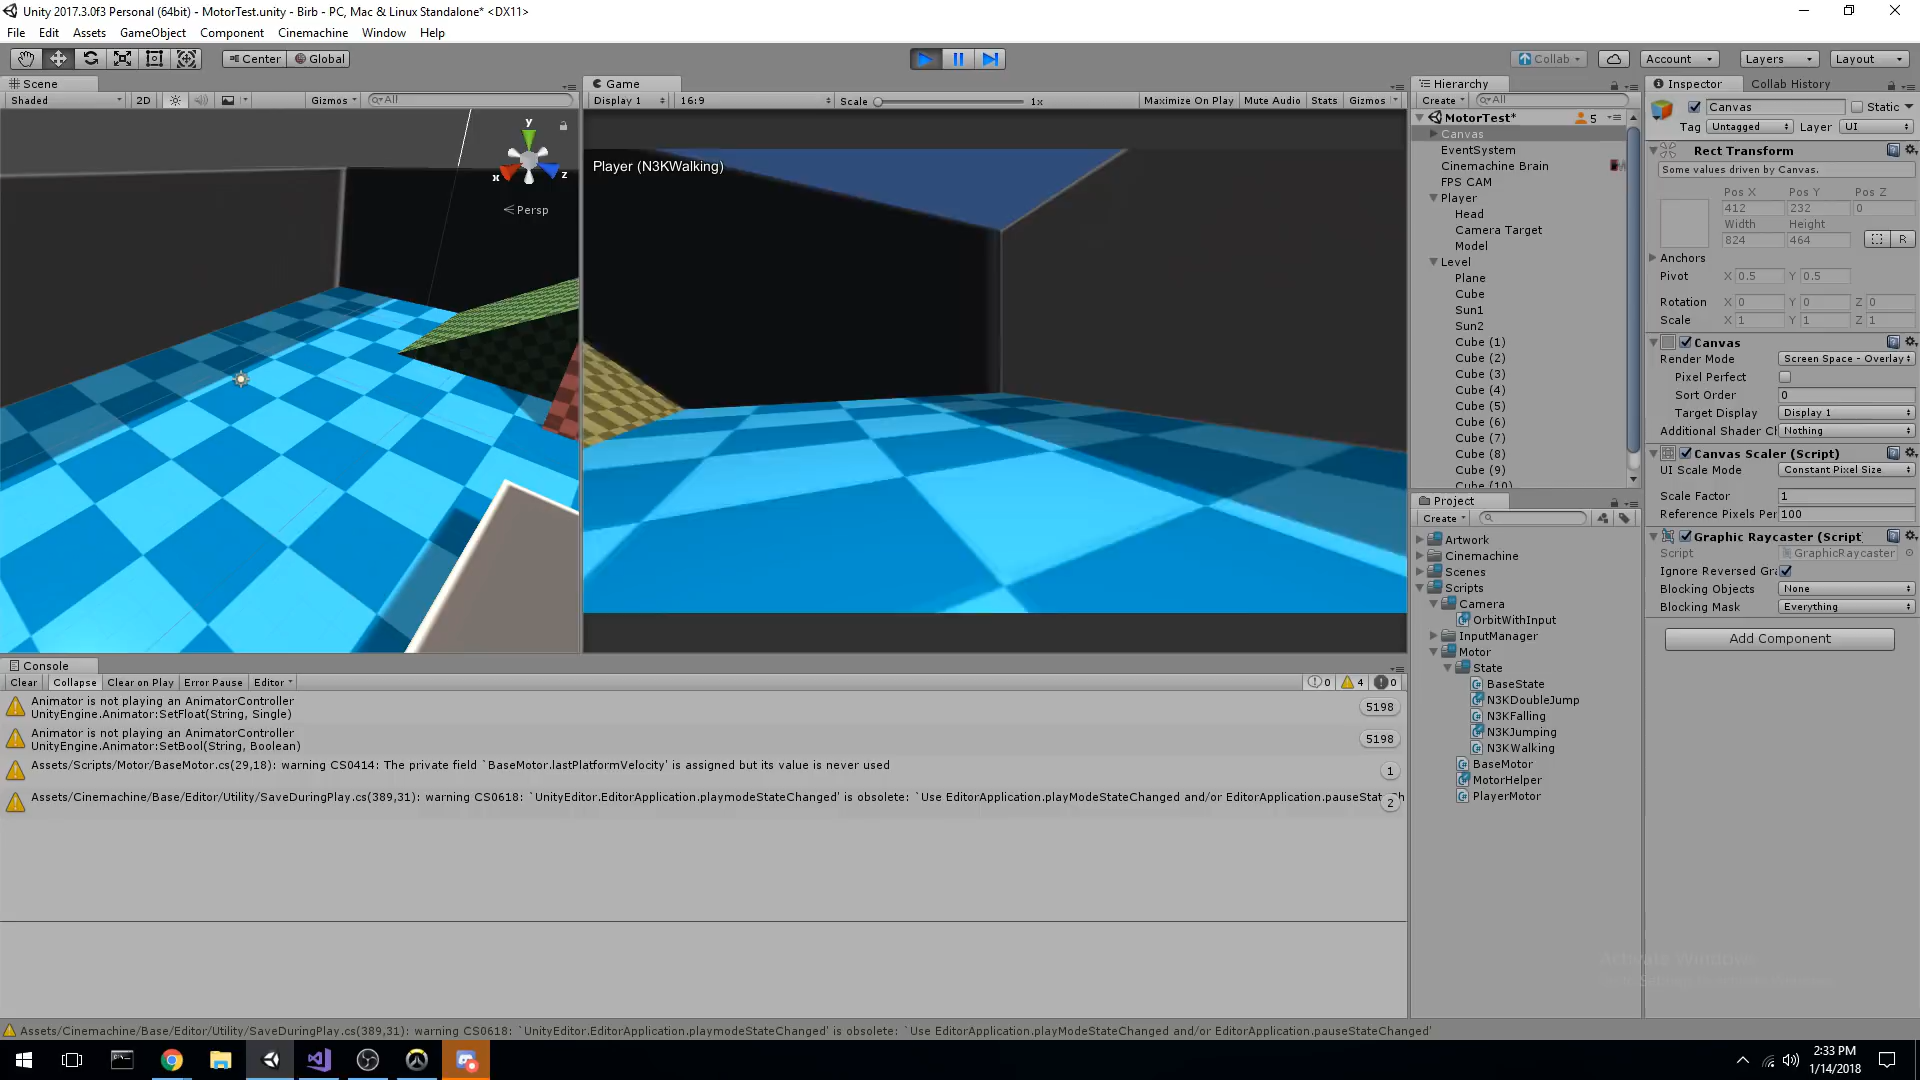 Unity 2017.3.0f3 Personal (64bit) - MotorTest.unity - Birb - PC, Mac & Linux Standalone* <DX11>
File Edit Assets GameObject Component Cinemachine Window Help
Center Global Collab Account Layers Layout
Scene
Shaded 2D Gizmos All
y
x
z
Persp
Game
Display 1 16:9 Scale 1x Maximize On Play Mute Audio Stats Gizmos
Player (N3KWalking)
Hierarchy
Create All
MotorTest* 5
Canvas
EventSystem
Cinemachine Brain
FPS CAM
Player
Head
Camera Target
Model
Level
Plane
Cube
Sun1
Sun2
Cube (1)
Cube (2)
Cube (3)
Cube (4)
Cube (5)
Cube (6)
Cube (7)
Cube (8)
Cube (9)
Cube (10)
Project
Create
Artwork
Cinemachine
Scenes
Scripts
Camera
OrbitWithInput
InputManager
Motor
State
BaseState
N3KDoubleJump
N3KFalling
N3KJumping
N3KWalking
BaseMotor
MotorHelper
PlayerMotor
Inspector Collab History
Canvas Static
Tag Untagged Layer UI
Rect Transform
Some values driven by Canvas.
Pos X Pos Y Pos Z
412 232 0
Width Height
824 464 R
Anchors
Pivot X 0.5 Y 0.5
Rotation X 0 Y 0 Z 0
Scale X 1 Y 1 Z 1
Canvas
Render Mode Screen Space - Overlay
Pixel Perfect
Sort Order 0
Target Display Display 1
Additional Shader Ch Nothing
Canvas Scaler (Script)
UI Scale Mode Constant Pixel Size
Scale Factor 1
Reference Pixels Per 100
Graphic Raycaster (Script
Script GraphicRaycaster
Ignore Reversed Gra
Blocking Objects None
Blocking Mask Everything
Add Component
Console
Clear Collapse Clear on Play Error Pause Editor 0 4 0
Animator is not playing an AnimatorController
UnityEngine.Animator:SetFloat(String, Single) 5198
Animator is not playing an AnimatorController
UnityEngine.Animator:SetBool(String, Boolean) 5198
Assets/Scripts/Motor/BaseMotor.cs(29,18): warning CS0414: The private field `BaseMotor.lastPlatformVelocity' is assigned but its value is never used 1
Assets/Cinemachine/Base/Editor/Utility/SaveDuringPlay.cs(389,31): warning CS0618: `UnityEditor.EditorApplication.playmodeStateChanged' is obsolete: `Use EditorApplication.playModeStateChanged and/or EditorApplication.pauseStateCh 2
Activate Windows
Assets/Cinemachine/Base/Editor/Utility/SaveDuringPlay.cs(389,31): warning CS0618: `UnityEditor.EditorApplication.playmodeStateChanged' is obsolete: `Use EditorApplication.playModeStateChanged and/or EditorApplication.pauseStateChanged'
2:33 PM
1/14/2018